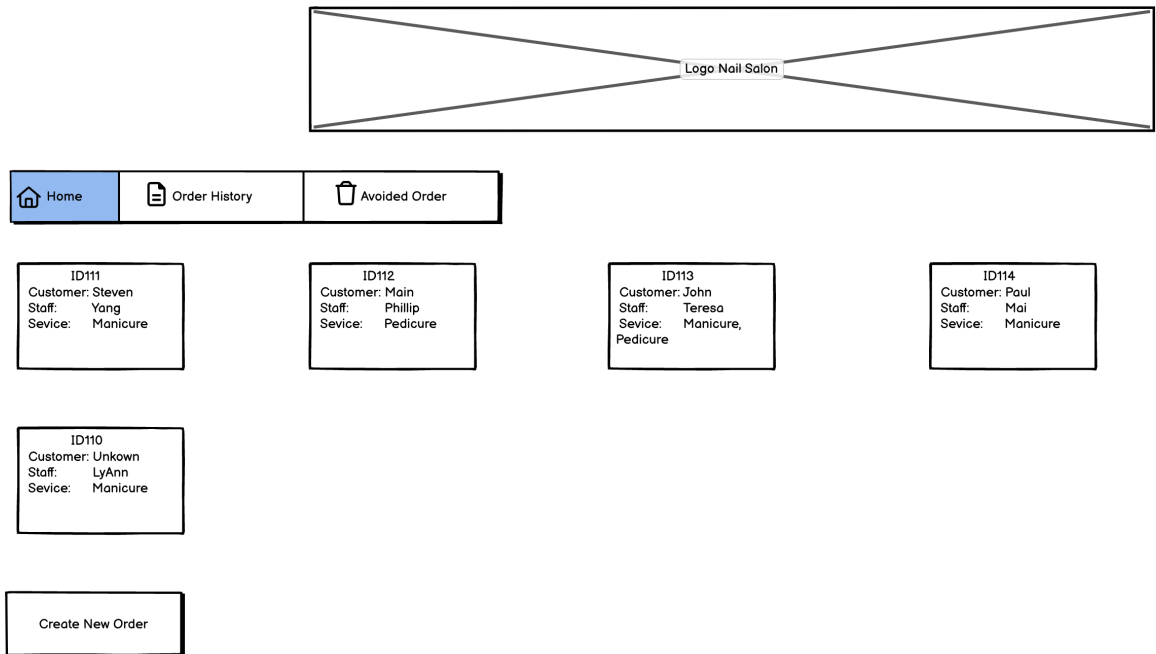 Logo Nail Salon
Home
Order History
Avoided Order
ID111
Customer: Steven
Staff: Yang
Sevice: Manicure
ID112
Customer: Main
Staff: Phillip
Sevice: Pedicure
ID113
Customer: John
Staff: Teresa
Sevice: Manicure,
Pedicure
ID114
Customer: Paul
Staff: Mai
Sevice: Manicure
ID110
Customer: Unkown
Staff: LyAnn
Sevice: Manicure
Create New Order